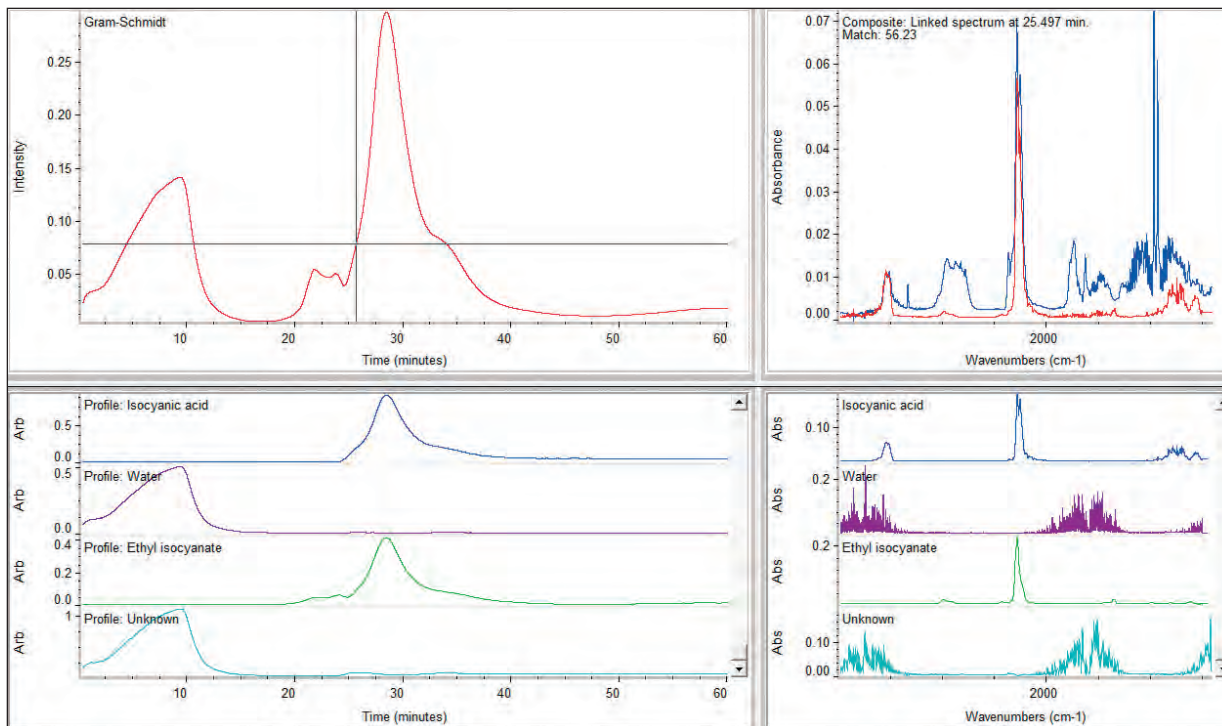 Gram-Schmidt
Intensity
0.25
0.20
0.15
0.10
0.05
10
20
30
40
50
60
Time (minutes)
Composite: Linked spectrum at 25.497 min.
Match: 56.23
Absorbance
0.07
0.06
0.05
0.04
0.03
0.02
0.01
0.00
2000
Wavenumbers (cm-1)
Profile: Isocyanic acid
Arb
0.5
0.0
Profile: Water
Arb
0.5
0.0
Profile: Ethyl isocyanate
Arb
0.4
0.2
0.0
Profile: Unknown
Arb
1
10
20
30
40
50
60
Time (minutes)
Isocyanic acid
Abs
0.10
Water
Abs
0.2
Ethyl isocyanate
Abs
0.2
Unknown
Abs
0.10
0.00
2000
Wavenumbers (cm-1)